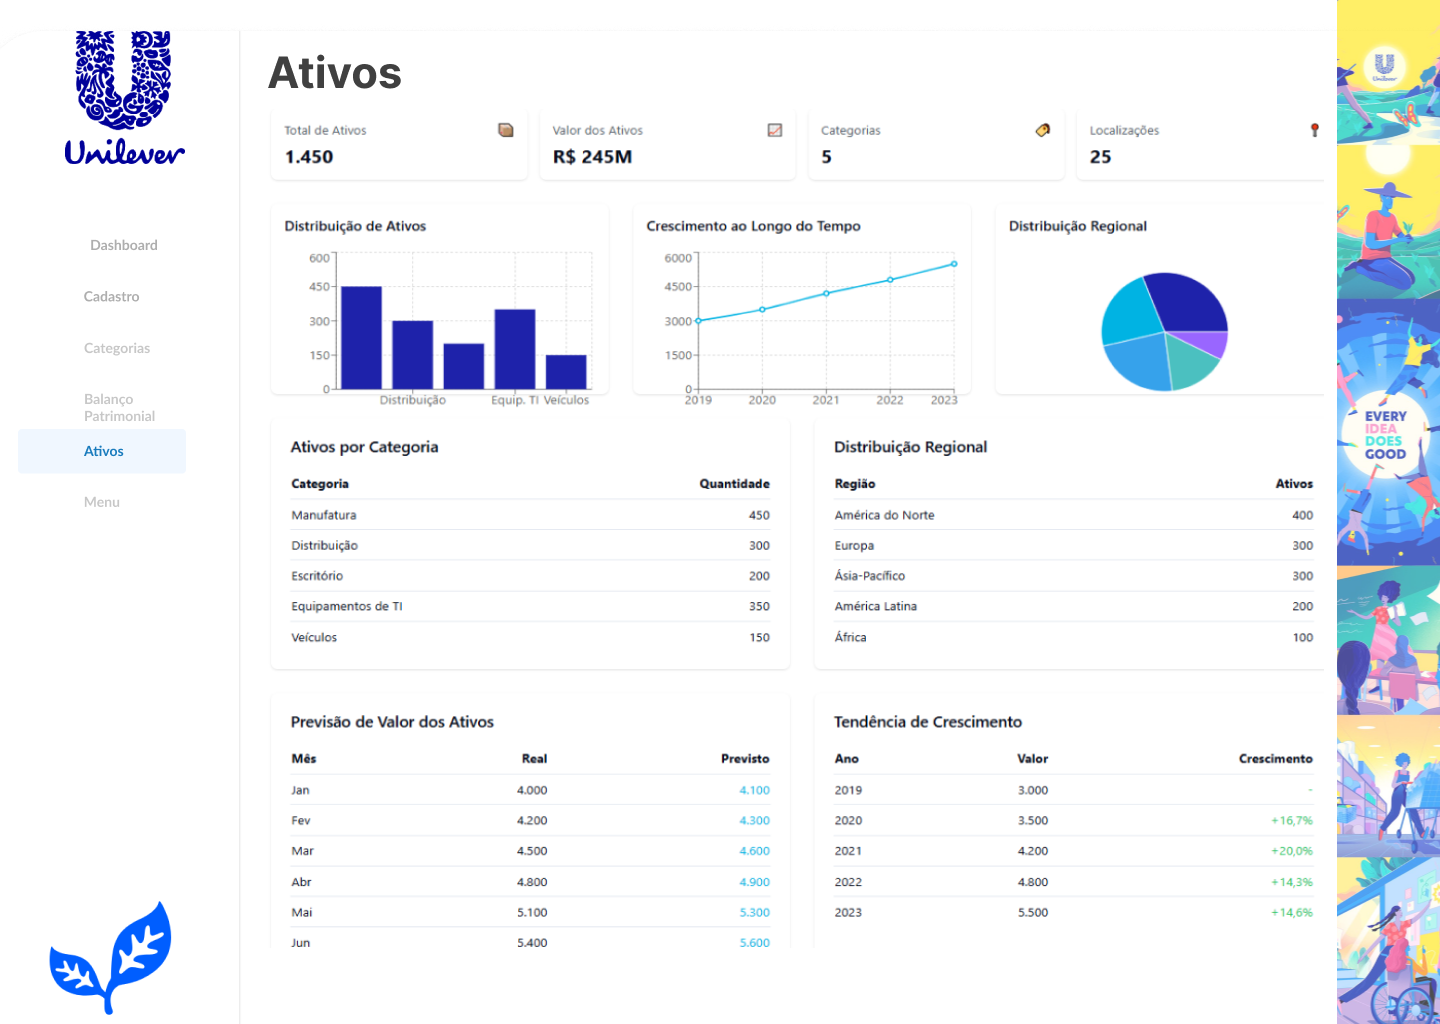 Unilever
Dashboard
Cadastro
Categorias
Balanço
Patrimonial
Ativos
Menu
Ativos
Total de Ativos
1.450
Valor dos Ativos
R$ 245M
Categorias
5
Localizações
25
Distribuição de Ativos
600
450
300
150
0
Distribuição Equip. TI Veículos
Crescimento ao Longo do Tempo
6000
4500
3000
1500
0
2019 2020 2021 2022 2023
Distribuição Regional
Ativos por Categoria
Categoria Quantidade
Manufatura 450
Distribuição 300
Escritório 200
Equipamentos de TI 350
Veículos 150
Distribuição Regional
Região Ativos
América do Norte 400
Europa 300
Ásia-Pacífico 300
América Latina 200
África 100
Previsão de Valor dos Ativos
Mês Real Previsto
Jan 4.000 4.100
Fev 4.200 4.300
Mar 4.500 4.600
Abr 4.800 4.900
Mai 5.100 5.300
Jun 5.400 5.600
Tendência de Crescimento
Ano Valor Crescimento
2019 3.000 -
2020 3.500 +16,7%
2021 4.200 +20,0%
2022 4.800 +14,3%
2023 5.500 +14,6%
Unilever
EVERY
IDEA
DOES
GOOD